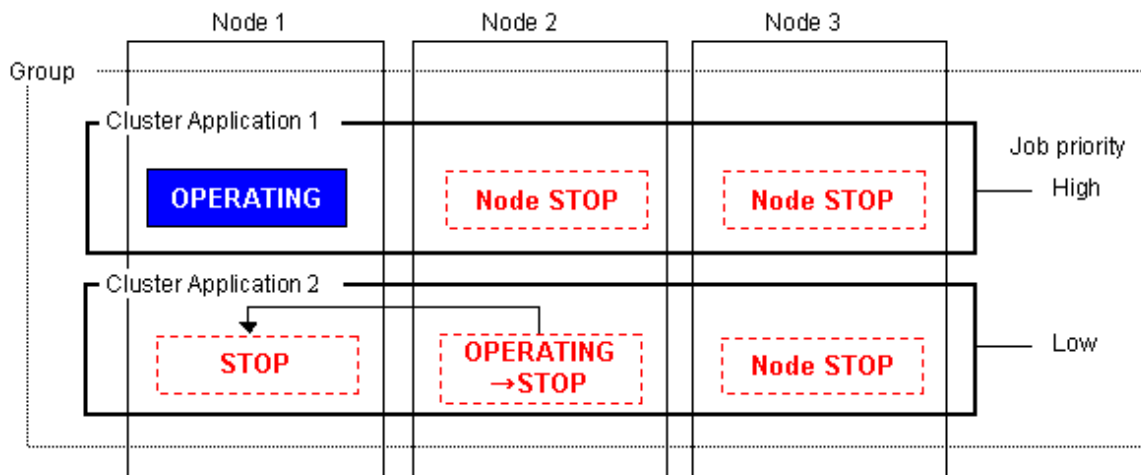 Node 1
Node 2
Node 3
Group
Cluster Application 1
Job priority
OPERATING
Node STOP
Node STOP
High
Cluster Application 2
STOP
OPERATING
→STOP
Node STOP
Low